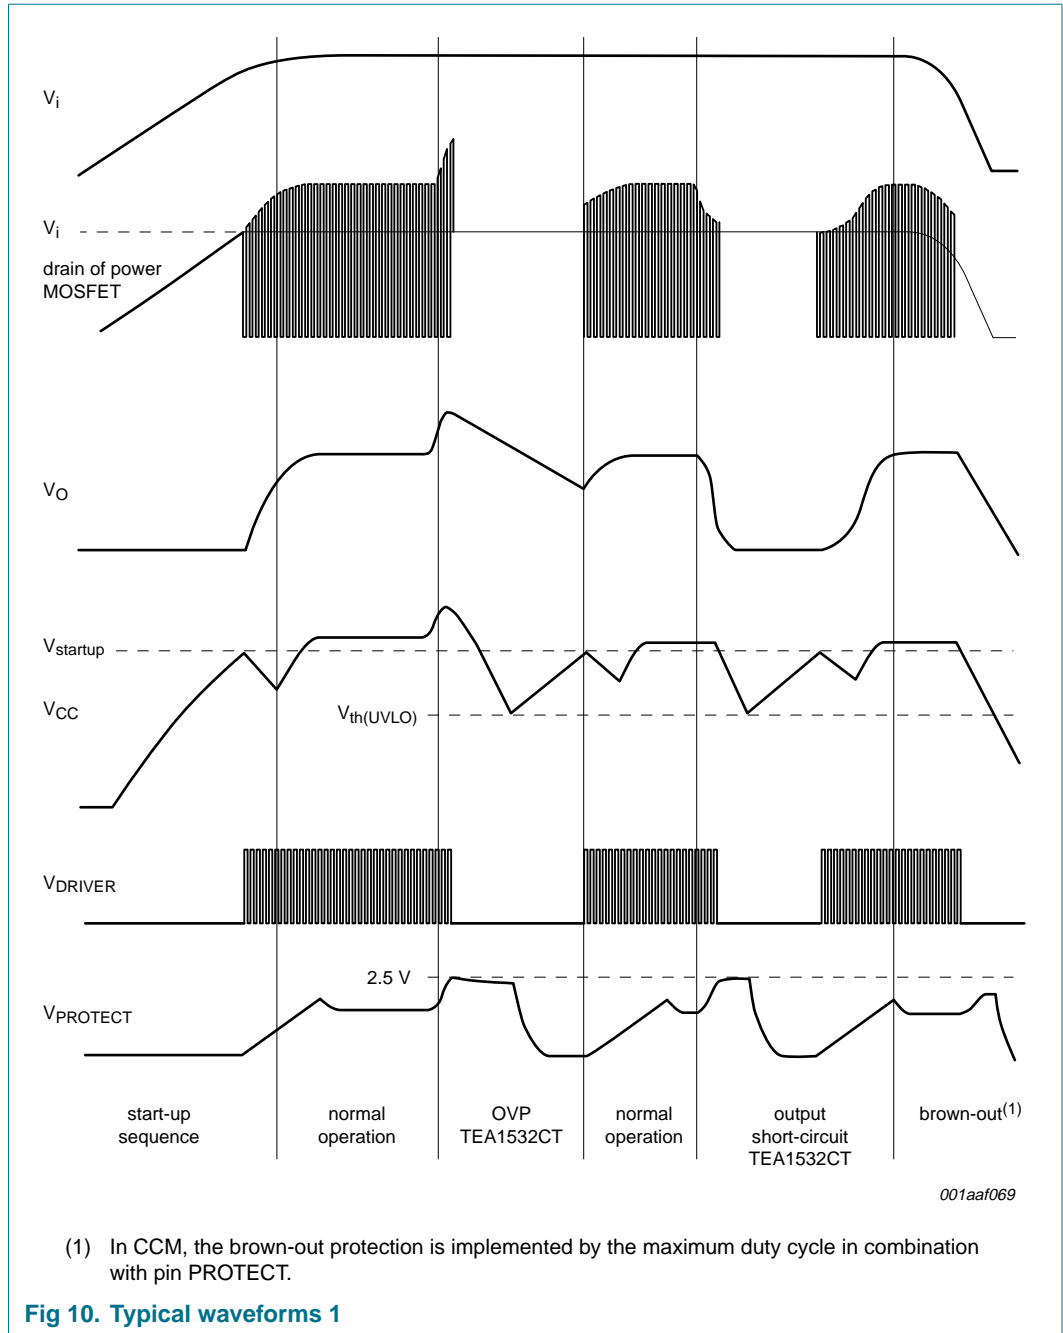 Vi
Vi
drain of power
MOSFET
VO
Vstartup
VCC
Vth(UVLO)
VDRIVER
2.5 V
VPROTECT
start-up
sequence
normal
operation
OVP
TEA1532CT
normal
operation
output
short-circuit
TEA1532CT
brown-out(1)
001aaf069
(1) In CCM, the brown-out protection is implemented by the maximum duty cycle in combination
with pin PROTECT.
Fig 10. Typical waveforms 1